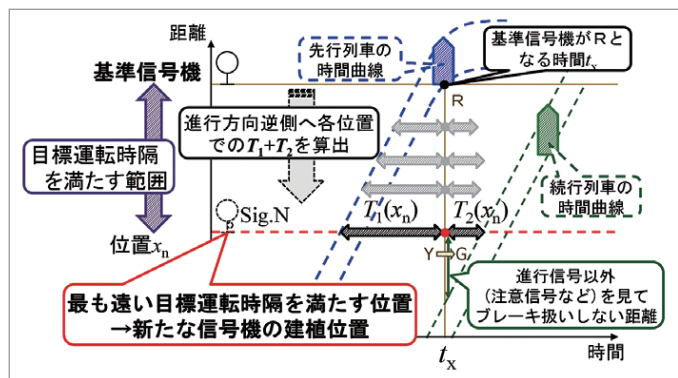 距離
先行列車の
時間曲線
基準信号機がRと
なる時間tx
基準信号機
R
進行方向逆側へ各位置
でのT1+T2を算出
目標運転時隔
を満たす範囲
続行列車の
時間曲線
Sig.N
T1(xn)
T2(xn)
位置xn
Y
G
最も遠い目標運転時隔を満たす位置
→新たな信号機の建植位置
進行信号以外
(注意信号など)を見て
ブレーキ扱いしない距離
tx
時間